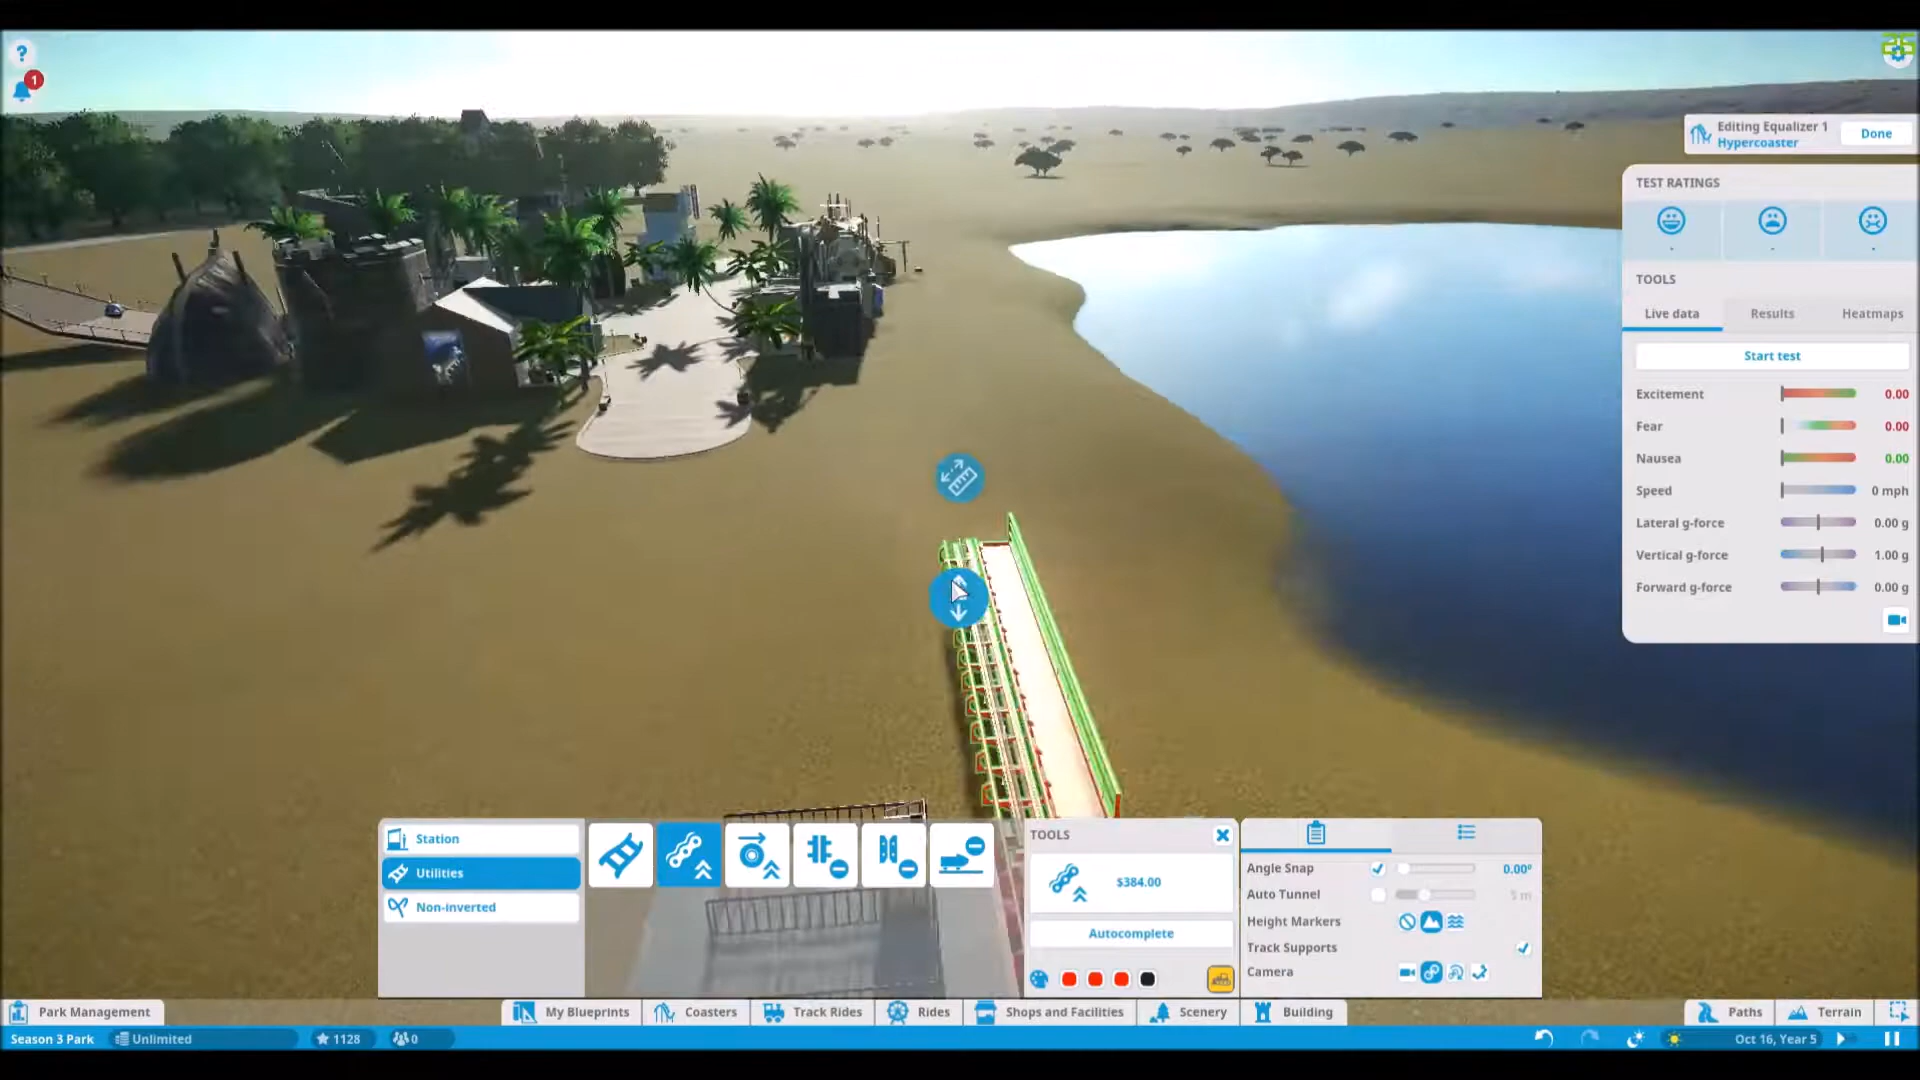 ?
1
25
Editing Equalizer 1
Hypercoaster
Done
TEST RATINGS
-
-
-
TOOLS
Live data
Results
Heatmaps
Start test
Excitement
0.00
Fear
0.00
Nausea
0.00
Speed
0 mph
Lateral g-force
0.00 g
Vertical g-force
1.00 g
Forward g-force
0.00 g
Station
Utilities
Non-inverted
TOOLS
$384.00
Autocomplete
Angle Snap
0.00°
Auto Tunnel
5 m
Height Markers
Track Supports
Camera
Park Management
My Blueprints
Coasters
Track Rides
Rides
Shops and Facilities
Scenery
Building
Paths
Terrain
Season 3 Park
Unlimited
1128
0
Oct 16, Year 5